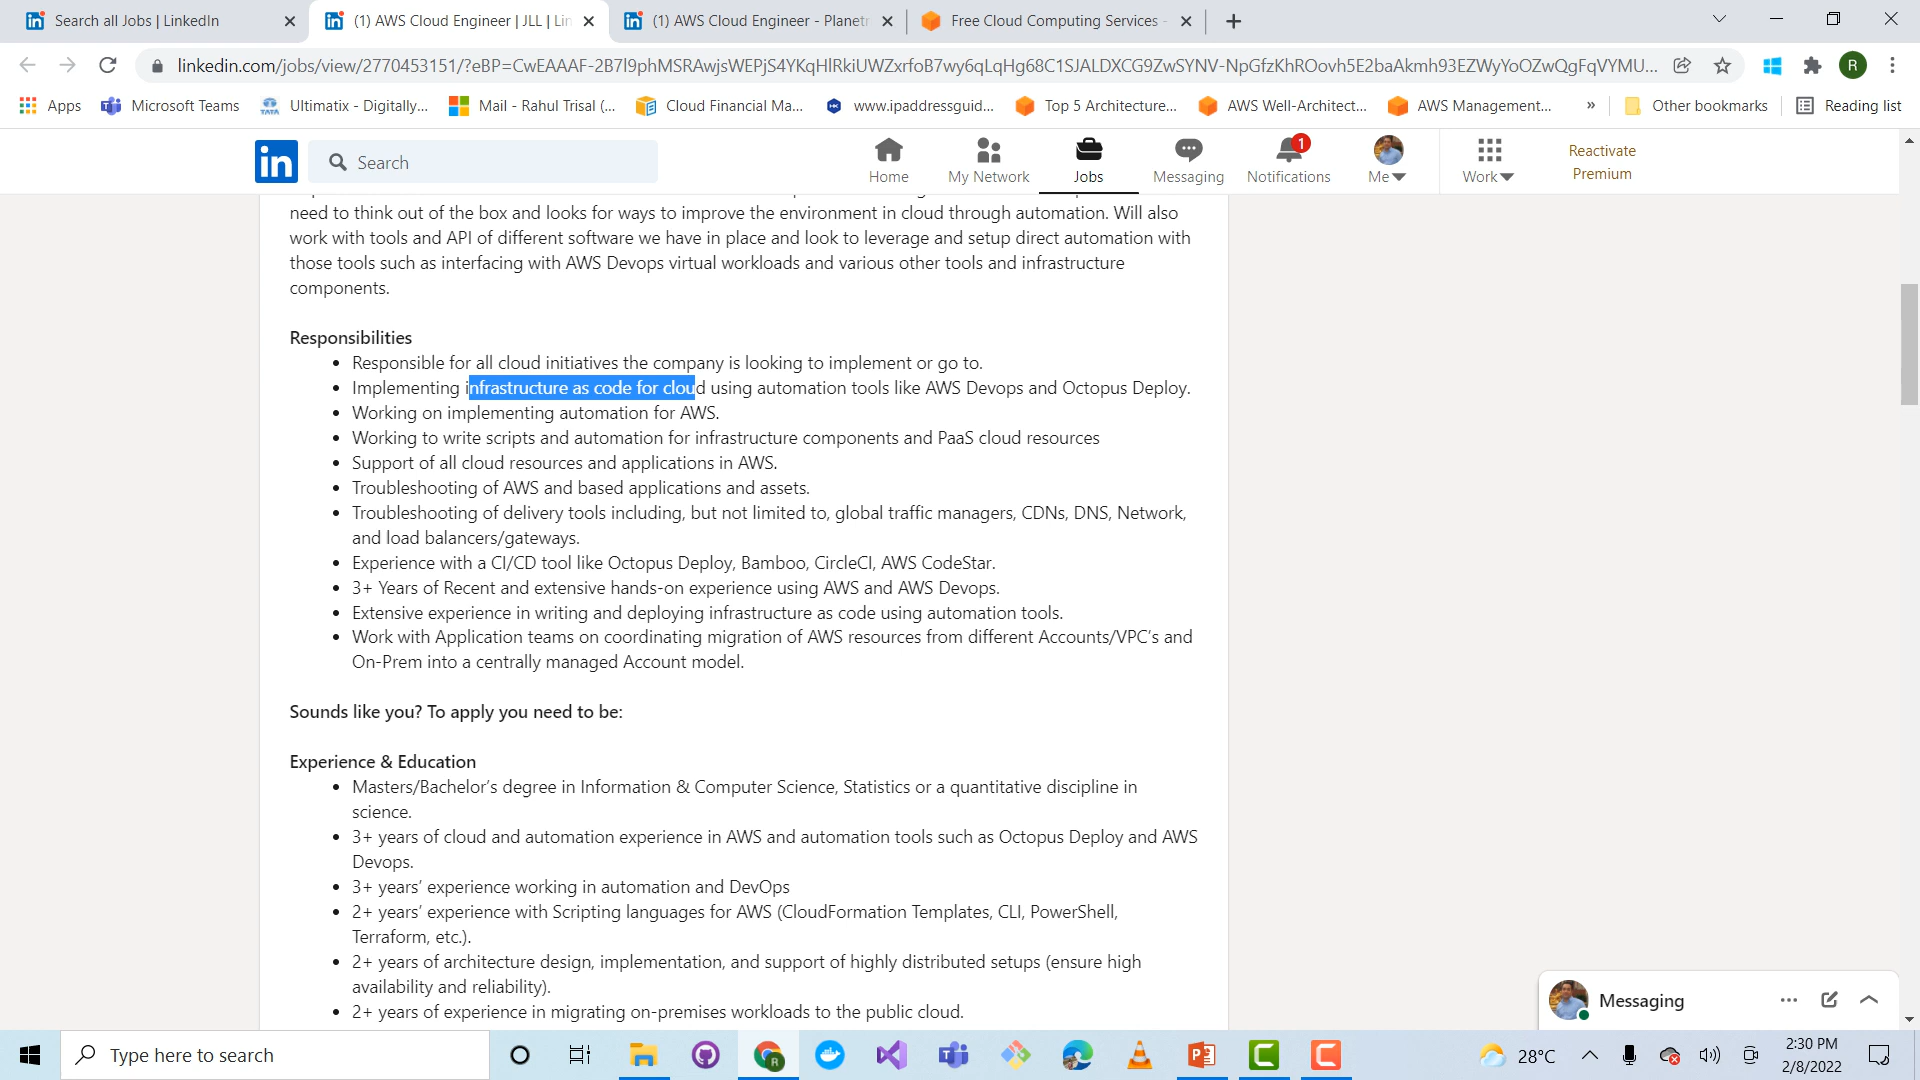 Search all Jobs | LinkedIn
(1) AWS Cloud Engineer | JLL | Lin
(1) AWS Cloud Engineer - Planetr
Free Cloud Computing Services -
linkedin.com/jobs/view/2770453151/?eBP=CwEAAAF-2B7l9phMSRAwjsWEPjS4YKqHlRkiUWZxrfoB7wy6qLqHg68C1SJALDXCG9ZwSYNV-NpGfzKhROovh5E2baAkmh93EZWyYoOZwQgFqVYMU...
R
Apps
Microsoft Teams
Ultimatix - Digitally...
Mail - Rahul Trisal (...
Cloud Financial Ma...
www.ipaddressguid...
Top 5 Architecture...
AWS Well-Architect...
AWS Management...
»
Other bookmarks
Reading list
in
Search
Home
My Network
Jobs
Messaging
1
Notifications
Me
Work
Reactivate
Premium
need to think out of the box and looks for ways to improve the environment in cloud through automation. Will also
work with tools and API of different software we have in place and look to leverage and setup direct automation with
those tools such as interfacing with AWS Devops virtual workloads and various other tools and infrastructure
components.
Responsibilities
• Responsible for all cloud initiatives the company is looking to implement or go to.
• Implementing infrastructure as code for cloud using automation tools like AWS Devops and Octopus Deploy.
• Working on implementing automation for AWS.
• Working to write scripts and automation for infrastructure components and PaaS cloud resources
• Support of all cloud resources and applications in AWS.
• Troubleshooting of AWS and based applications and assets.
• Troubleshooting of delivery tools including, but not limited to, global traffic managers, CDNs, DNS, Network,
and load balancers/gateways.
• Experience with a CI/CD tool like Octopus Deploy, Bamboo, CircleCI, AWS CodeStar.
• 3+ Years of Recent and extensive hands-on experience using AWS and AWS Devops.
• Extensive experience in writing and deploying infrastructure as code using automation tools.
• Work with Application teams on coordinating migration of AWS resources from different Accounts/VPC's and
On-Prem into a centrally managed Account model.
Sounds like you? To apply you need to be:
Experience & Education
• Masters/Bachelor's degree in Information & Computer Science, Statistics or a quantitative discipline in
science.
• 3+ years of cloud and automation experience in AWS and automation tools such as Octopus Deploy and AWS
Devops.
• 3+ years' experience working in automation and DevOps
• 2+ years' experience with Scripting languages for AWS (CloudFormation Templates, CLI, PowerShell,
Terraform, etc.).
• 2+ years of architecture design, implementation, and support of highly distributed setups (ensure high
availability and reliability).
• 2+ years of experience in migrating on-premises workloads to the public cloud.
Messaging
Type here to search
28°C
2:30 PM
2/8/2022